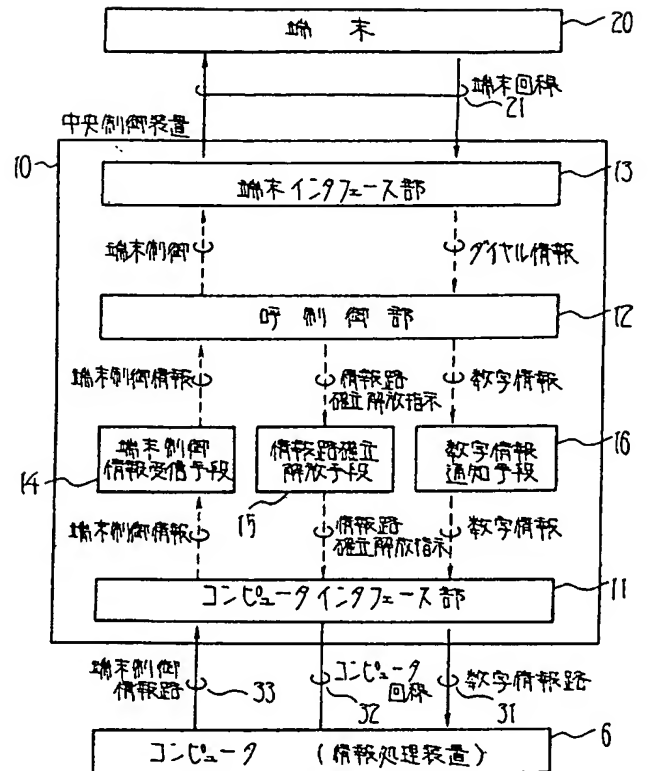 端末
20
端末回線
21
中央制御装置
10
端末インタフェース部
13
端末制御
ダイヤル情報
呼制御部
12
端末制御情報
情報路
確立解放指示
数字情報
端末制御
情報受信手段
14
情報路確立
解放手段
15
数字情報
通知手段
16
端末制御情報
情報路
確立解放指示
数字情報
コンピュータインタフェース部
11
端末制御
情報路
33
コンピュータ
回線
32
数字情報路
31
コンピュータ (情報処理装置)
6